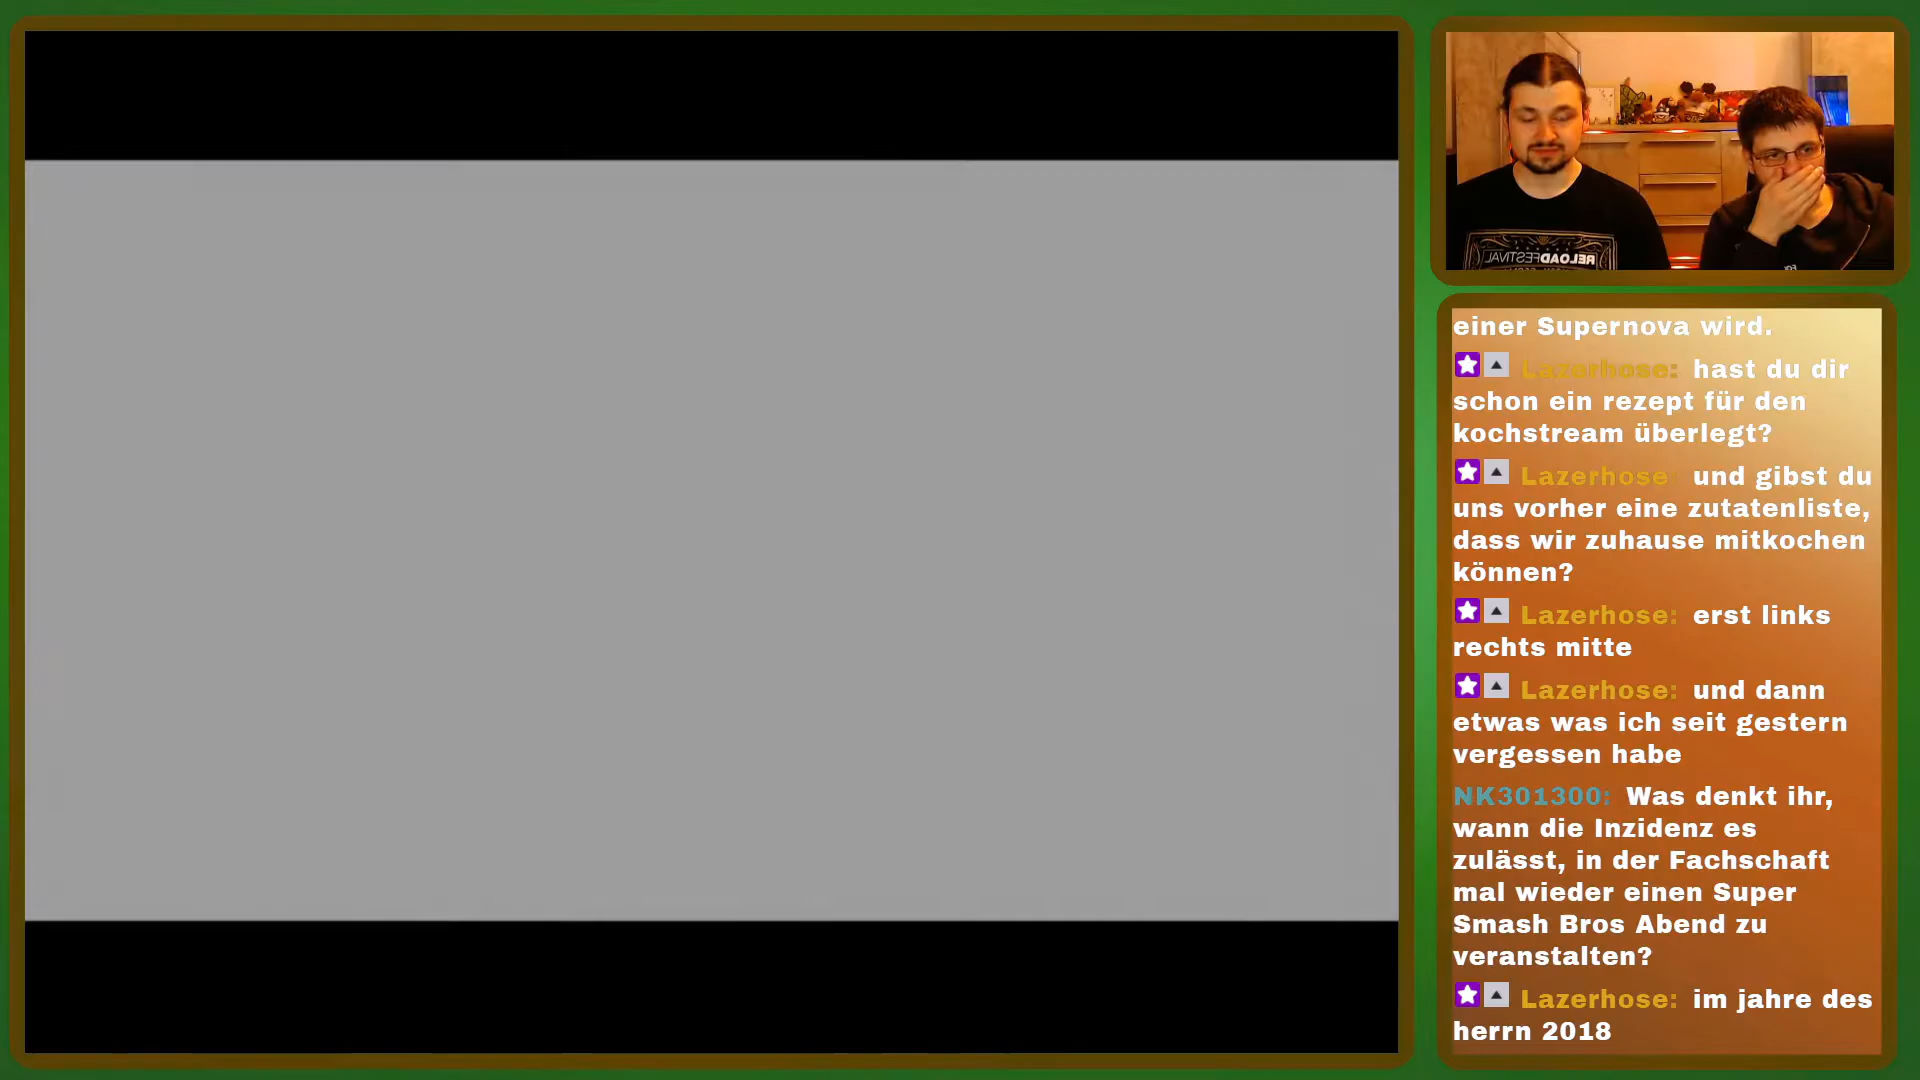 RELOADFESTIVAL
einer Supernova wird.
Lazerhose: hast du dir
schon ein rezept für den
kochstream überlegt?
Lazerhose: und gibst du
uns vorher eine zutatenliste,
dass wir zuhause mitkochen
können?
Lazerhose: erst links
rechts mitte
Lazerhose: und dann
etwas was ich seit gestern
vergessen habe
NK301300: Was denkt ihr,
wann die Inzidenz es
zulässt, in der Fachschaft
mal wieder einen Super
Smash Bros Abend zu
veranstalten?
Lazerhose: im jahre des
herrn 2018